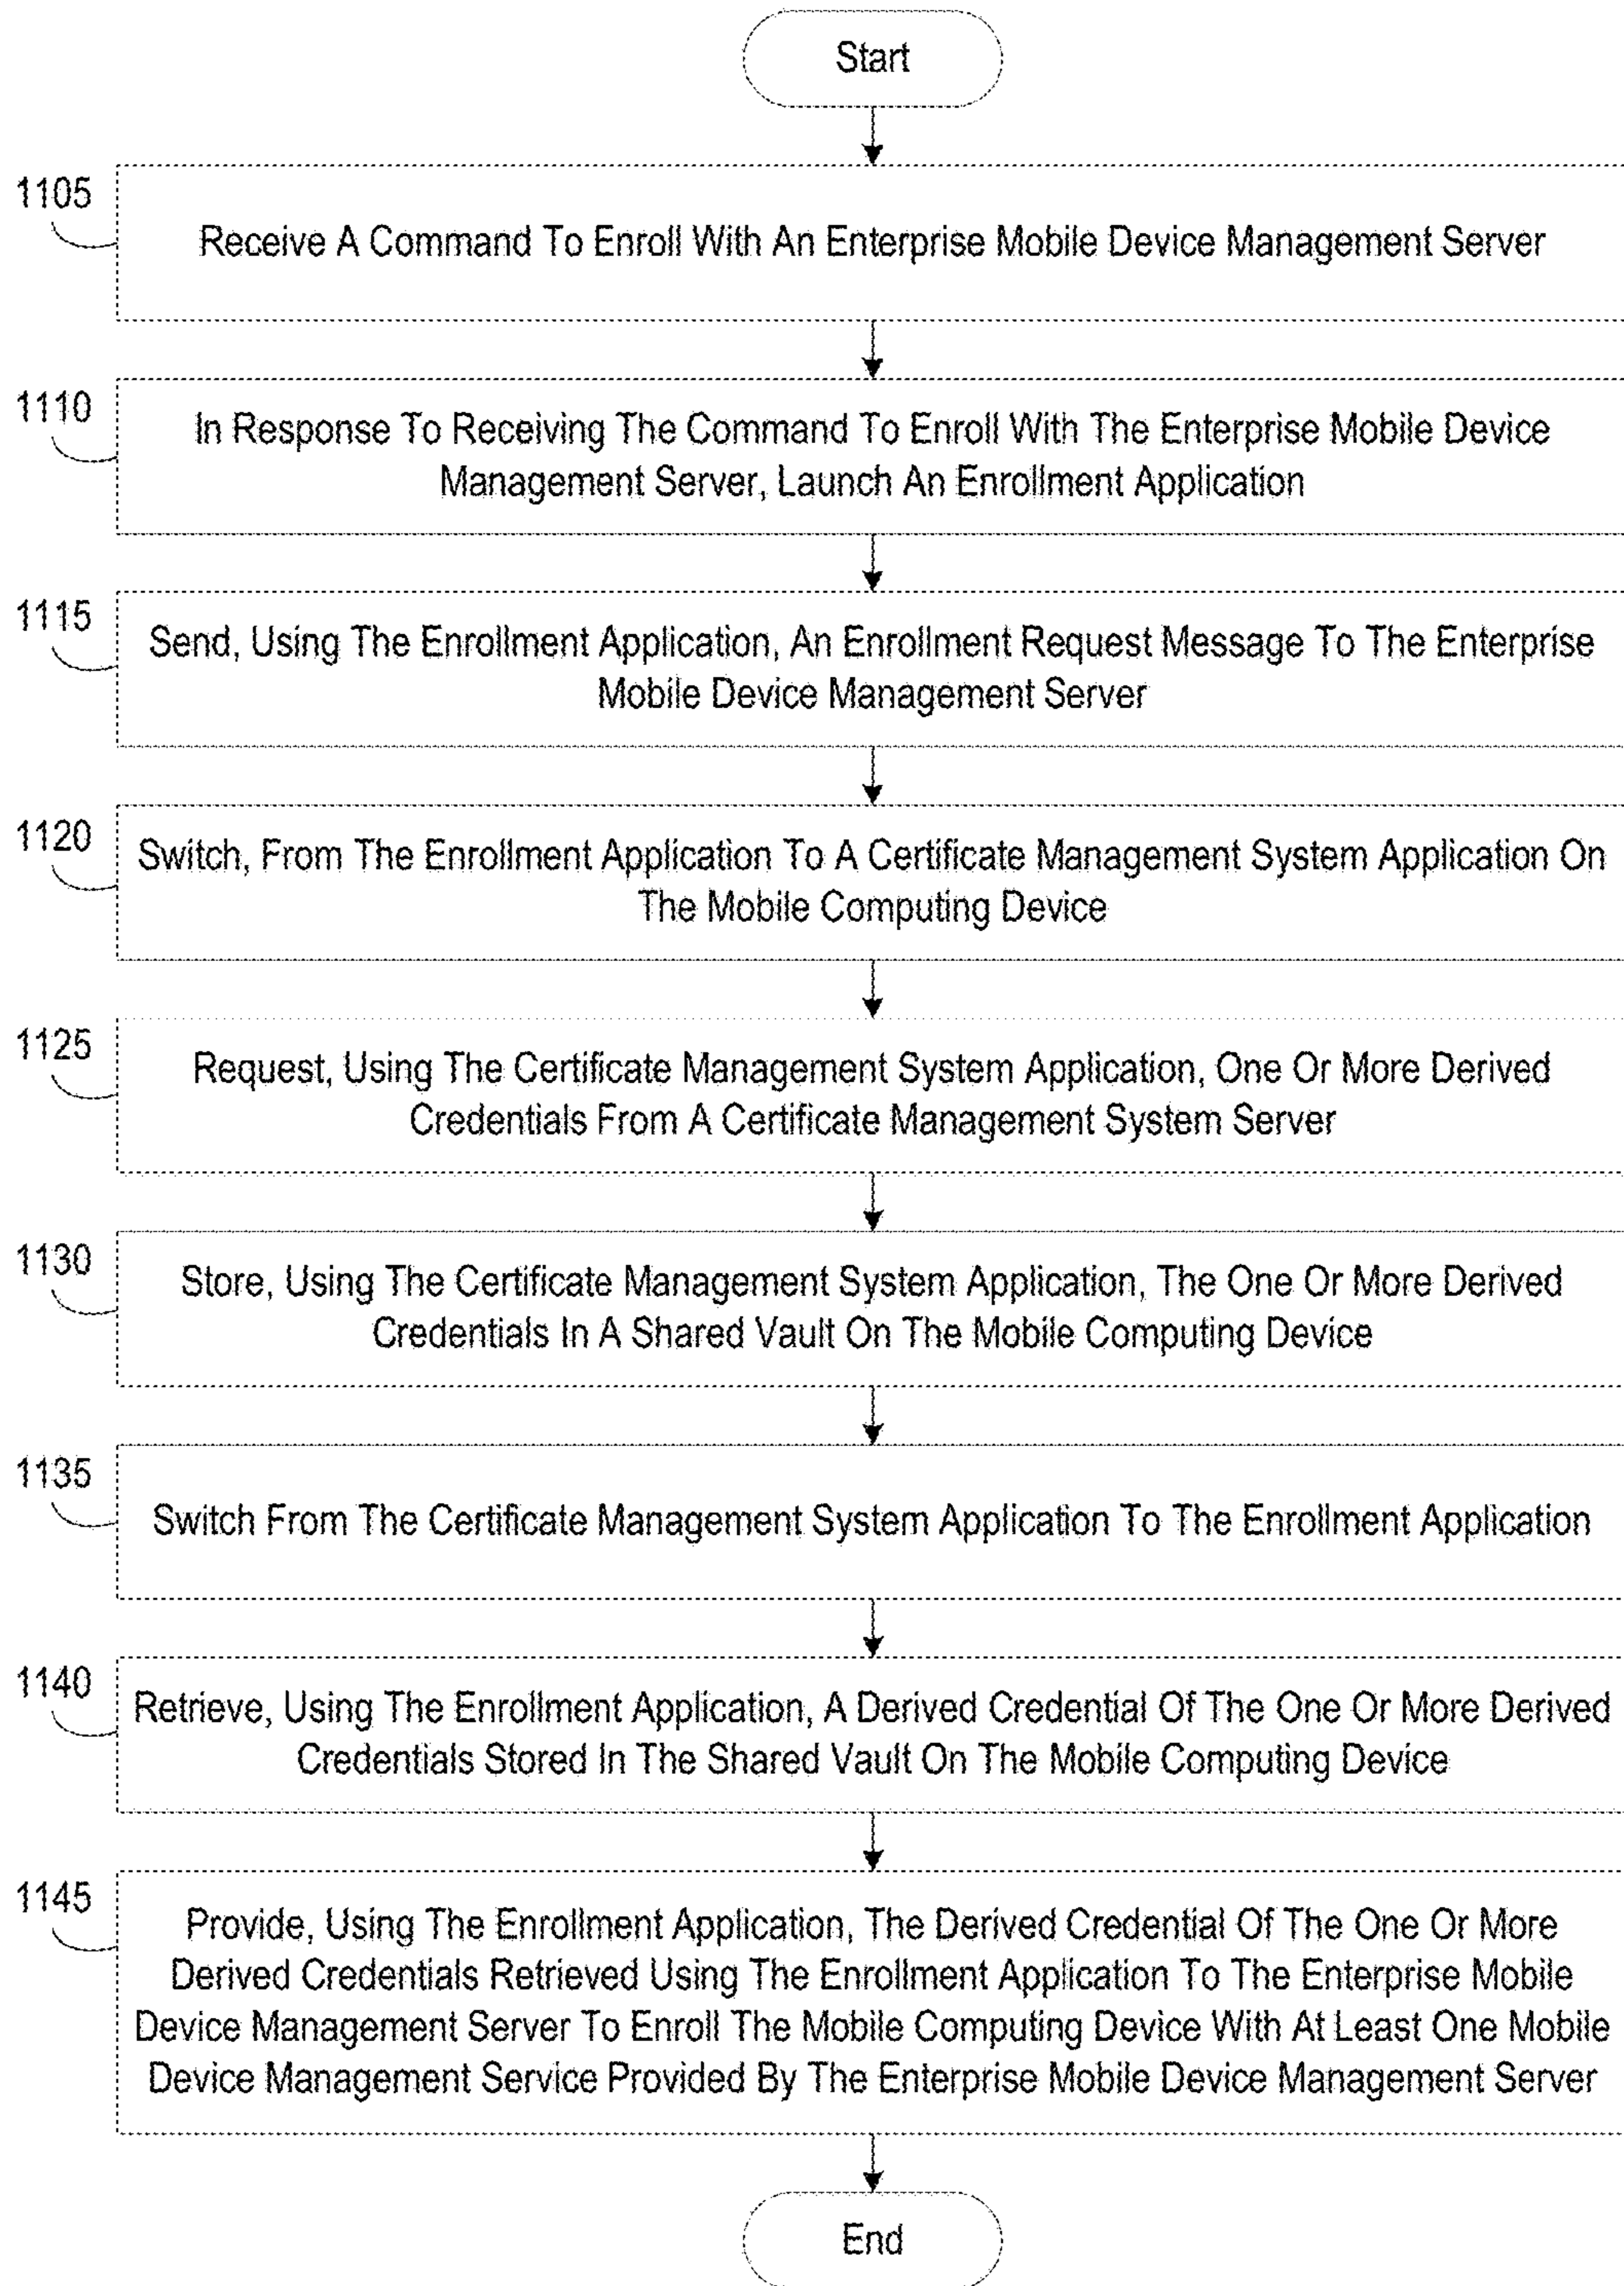 Start
1105
Receive A Command To Enroll With An Enterprise Mobile Device Management Server
1110
In Response To Receiving The Command To Enroll With The Enterprise Mobile Device
Management Server, Launch An Enrollment Application
1115
Send, Using The Enrollment Application, An Enrollment Request Message To The Enterprise
Mobile Device Management Server
1120
Switch, From The Enrollment Application To A Certificate Management System Application On
The Mobile Computing Device
1125
Request, Using The Certificate Management System Application, One Or More Derived
Credentials From A Certificate Management System Server
1130
Store, Using The Certificate Management System Application, The One Or More Derived
Credentials In A Shared Vault On The Mobile Computing Device
1135
Switch From The Certificate Management System Application To The Enrollment Application
1140
Retrieve, Using The Enrollment Application, A Derived Credential Of The One Or More Derived
Credentials Stored In The Shared Vault On The Mobile Computing Device
1145
Provide, Using The Enrollment Application, The Derived Credential Of The One Or More
Derived Credentials Retrieved Using The Enrollment Application To The Enterprise Mobile
Device Management Server To Enroll The Mobile Computing Device With At Least One Mobile
Device Management Service Provided By The Enterprise Mobile Device Management Server
End